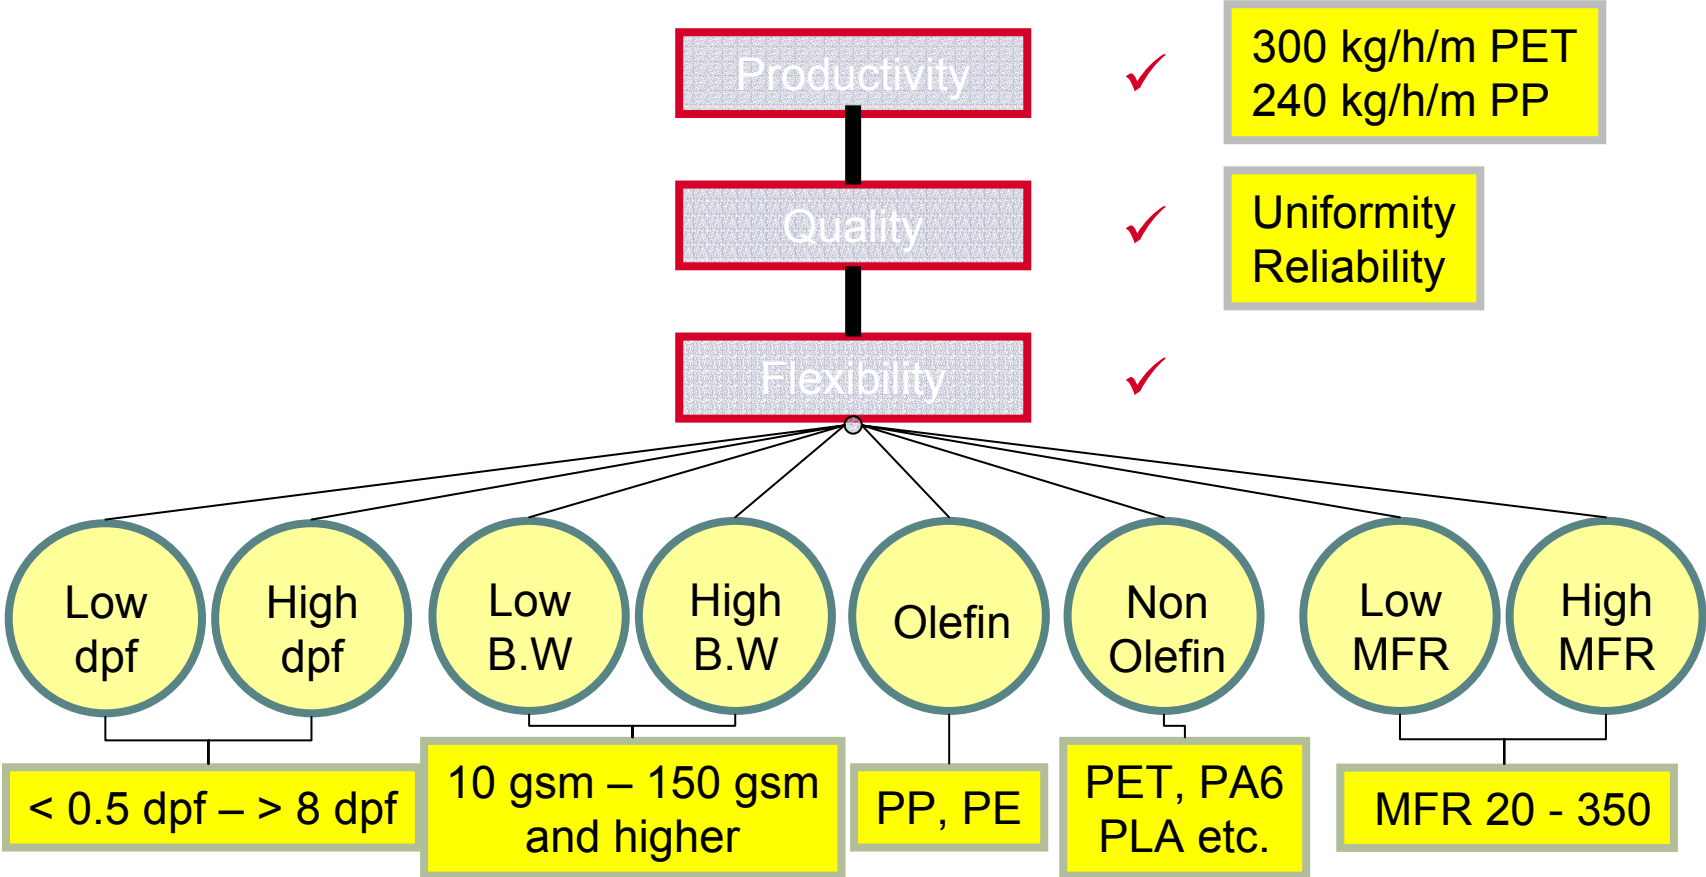 Productivity
✓
300 kg/h/m PET
240 kg/h/m PP
Quality
✓
Uniformity
Reliability
Flexibility
✓
Low
dpf
High
dpf
Low
B.W
High
B.W
Olefin
Non
Olefin
Low
MFR
High
MFR
< 0.5 dpf – > 8 dpf
10 gsm – 150 gsm
and higher
PP, PE
PET, PA6
PLA etc.
MFR 20 - 350